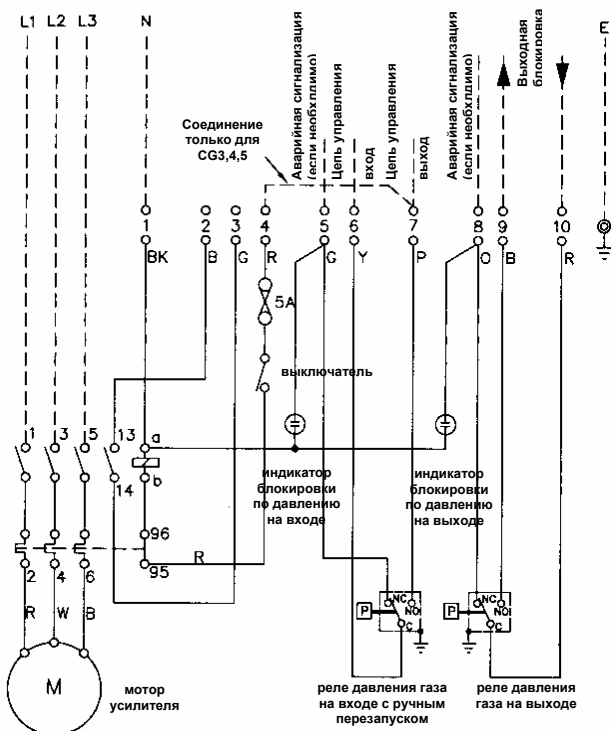 L1 L2 L3 N E
Соединение
только для
CG3,4,5
Аварийная сигнализация
(если необхлдимо)
Цепь управления
вход
Цепь управления
выход
Аварийная сигнализация
(если необхлдимо)
Выходная
блокировка
1 2 3 4 5 6 7 8 9 10
BK B G R G Y P O B R
5A
выключатель
1 3 5 13 a
14 b
индикатор
блокировки
по давлению
на входе
индикатор
блокировки
по давлению
на выходе
96
95 R
2 4 6
R W B
P NC NO C
P NC NO C
M
мотор
усилителя
реле давления газа
на входе с ручным
перезапуском
реле давления
газа на выходе